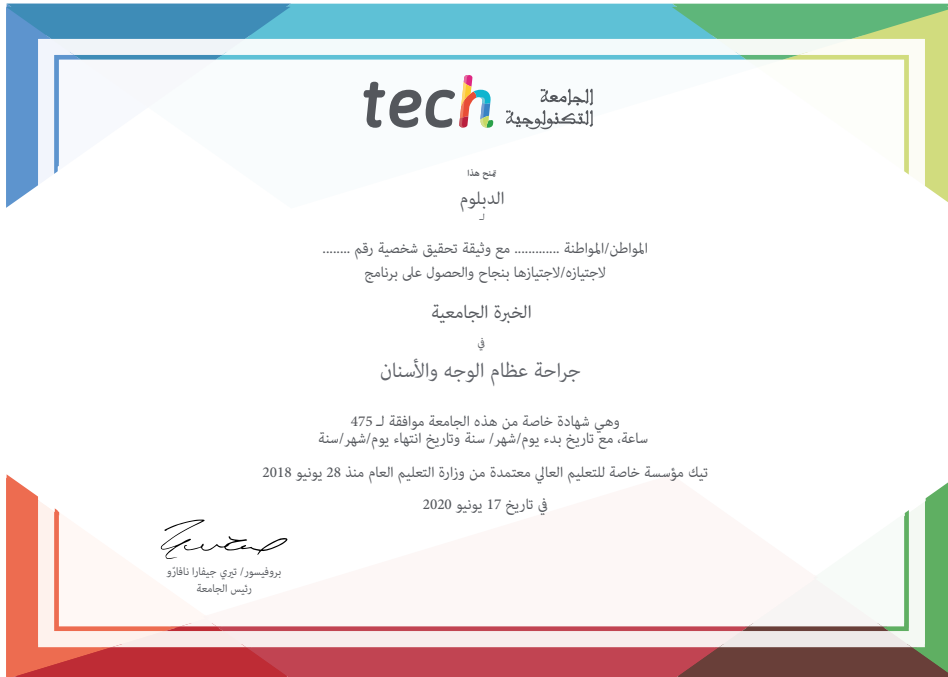 tech الجامعة
التكنولوجية
يمنح هذا
الدبلوم
لـ
المواطن/المواطنة ............. مع وثيقة تحقيق شخصية رقم ........
لاجتيازه/لاجتيازها بنجاح والحصول على برنامج
الخبرة الجامعية
في
جراحة عظام الوجه والأسنان
وهي شهادة خاصة من هذه الجامعة موافقة لـ 475
ساعة، مع تاريخ بدء يوم/شهر/ سنة وتاريخ انتهاء يوم/شهر/سنة
تيك مؤسسة خاصة للتعليم العالي معتمدة من وزارة التعليم العام منذ 28 يونيو 2018
في تاريخ 17 يونيو 2020
بروفيسور/ تيري جيفارا نافارّو
رئيس الجامعة